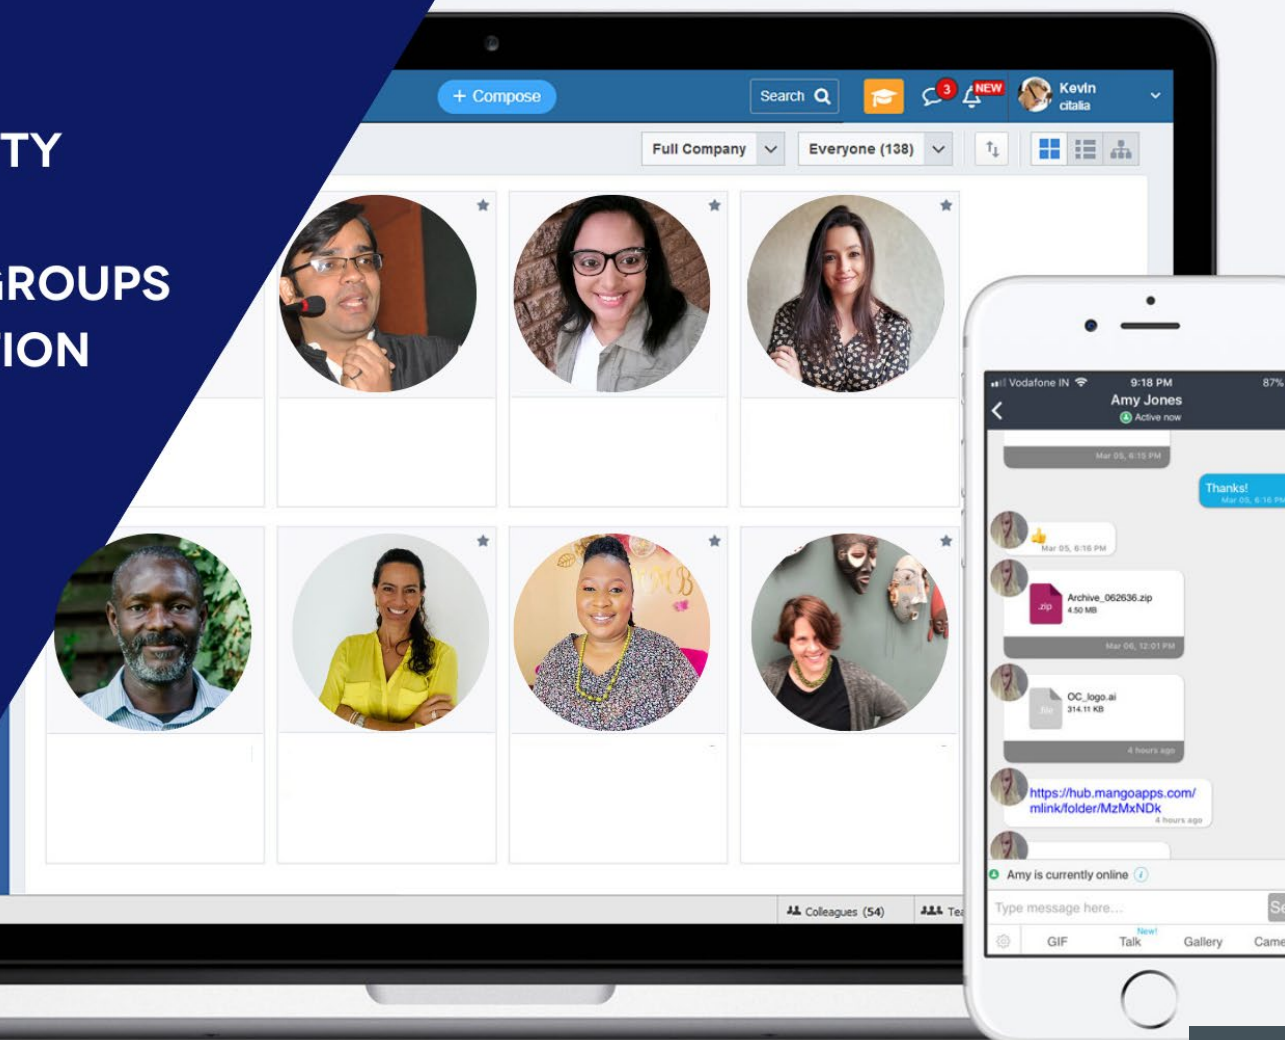 TY
GROUPS
TION
+ Compose
Search
3
NEW
Kevin
citalia
Full Company
Everyone (138)
Colleagues (54)
Vodafone IN
9:18 PM
87%
Amy Jones
Active now
Mar 05, 6:15 PM
Thanks!
Mar 05, 6:16 PM
Mar 05, 6:16 PM
.zip
Archive_062636.zip
4.50 MB
Mar 06, 12:01 PM
.file
OC_logo.ai
314.11 KB
4 hours ago
https://hub.mangoapps.com/
mlink/folder/MzMxNDk
4 hours ago
Amy is currently online
Type message here...
New!
GIF Talk Gallery